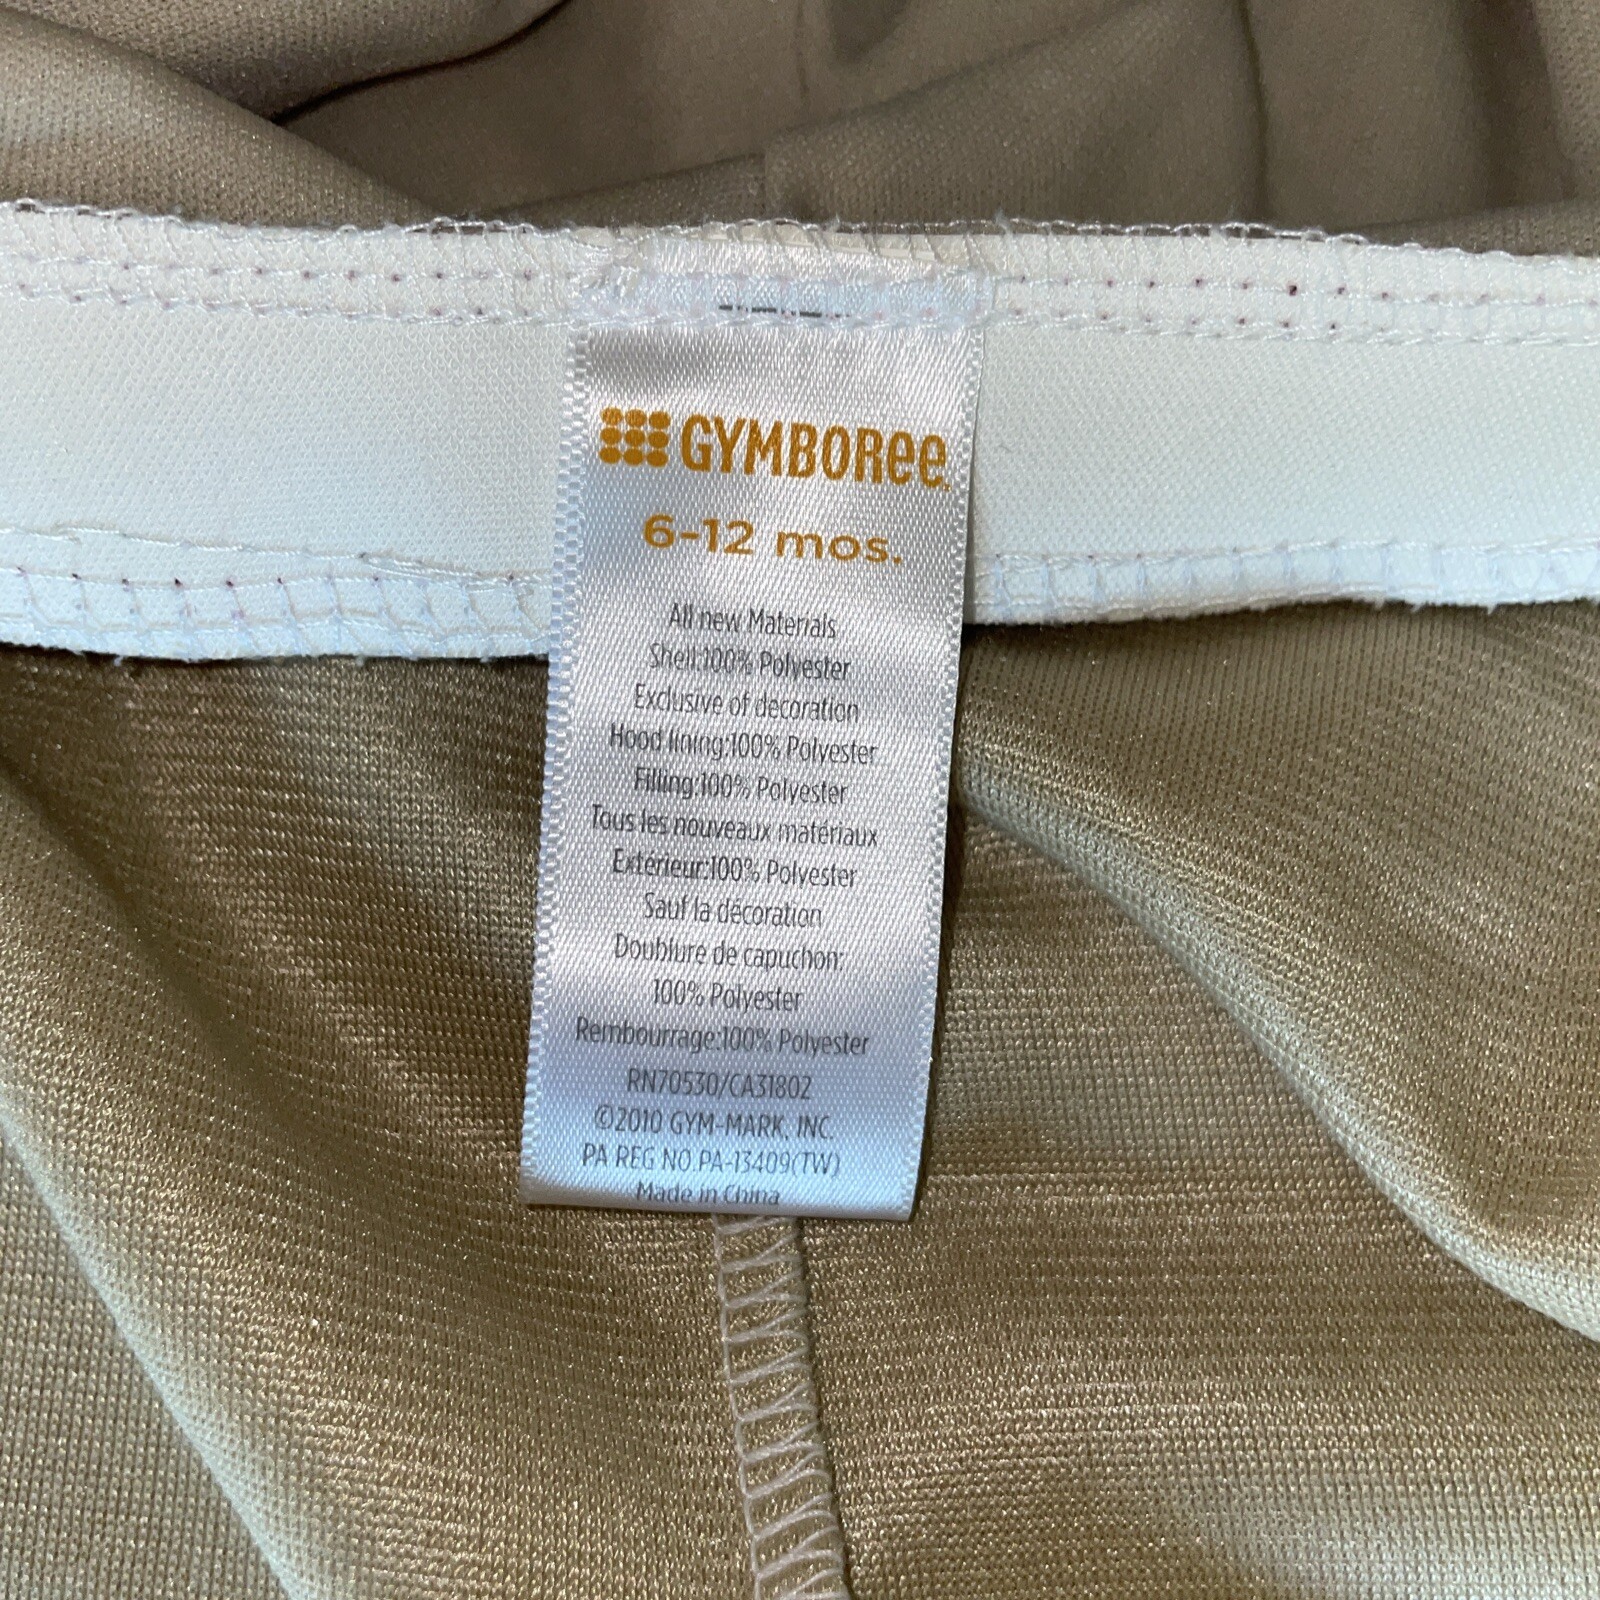 GYMBOREE
6-12 mos.
All new Materials
Shell:100% Polyester
Exclusive of decoration
Hood lining:100% Polyester
Filling:100% Polyester
Tous les nouveaux matériaux
Extérieur:100% Polyester
Sauf la décoration
Doublure de capuchon:
100% Polyester
Rembourrage:100% Polyester
RN70530/CA31802
©2010 GYM-MARK, INC.
PA REG NO.PA-13409(TW)
Made in China